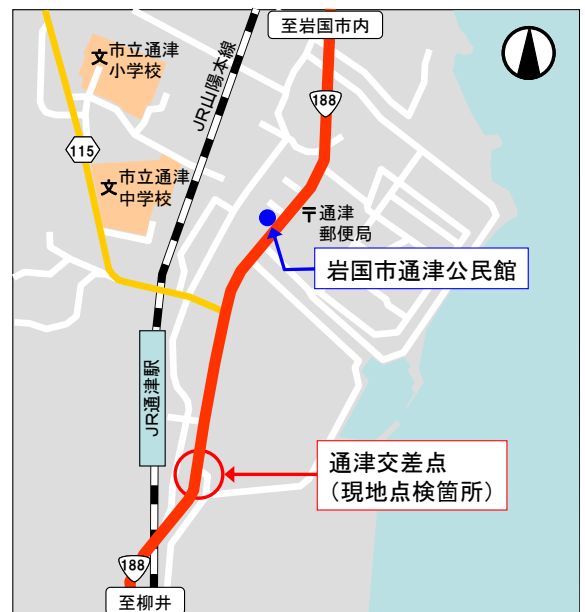 至岩国市内
188
市立通津
小学校
JR山陽本線
115
市立通津
中学校
〒通津
郵便局
岩国市通津公民館
JR通津駅
通津交差点
（現地点検箇所）
188
至柳井